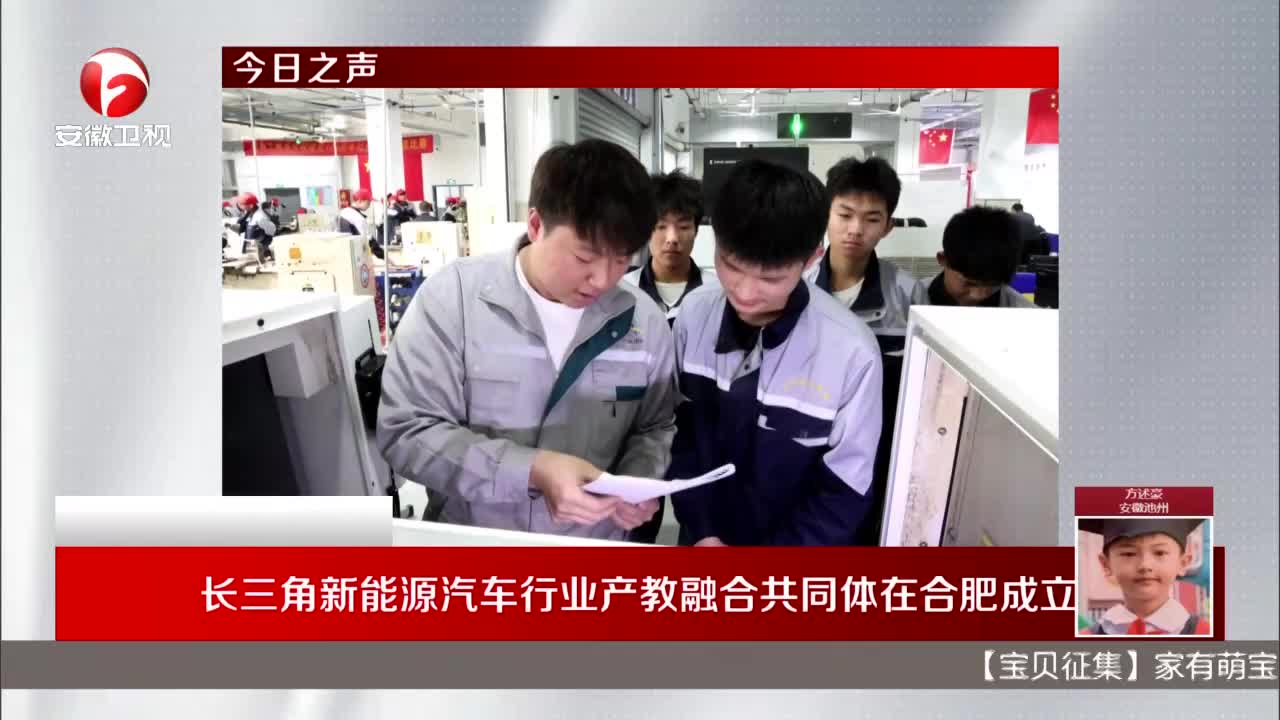 今日之声
安徽卫视
方述豪
安徽池州
长三角新能源汽车行业产教融合共同体在合肥成立
【宝贝征集】家有萌宝